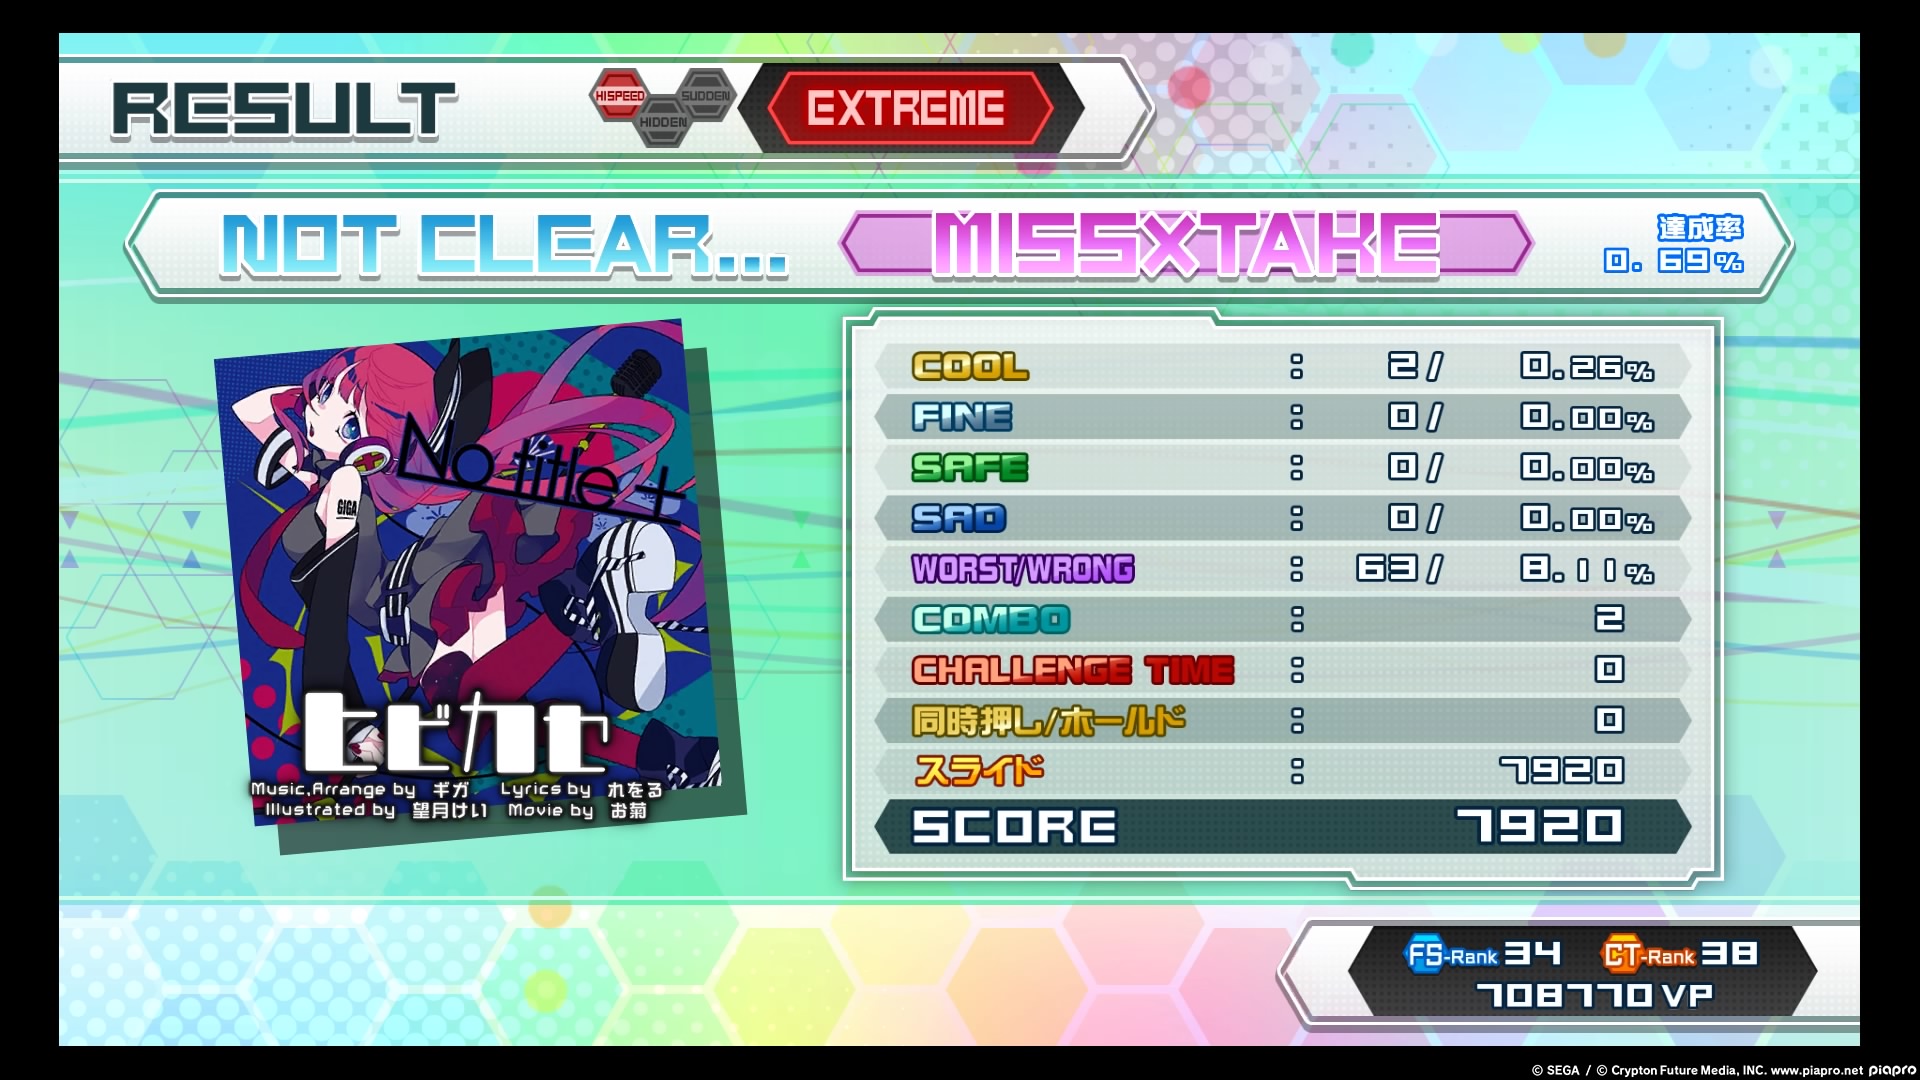 RESULT
HISPEED
HIDDEN
SUDDEN
EXTREME
NOT CLEAR...
MISS×TAKE
達成率
0.69%
No title+
GIGA
ヒビカセ
Music,Arrange by ギガ Lyrics by れをる
Illustrated by 望月けい Movie by お菊
COOL : 2/ 0.26%
FINE : 0/ 0.00%
SAFE : 0/ 0.00%
SAD : 0/ 0.00%
WORST/WRONG : 63/ 8.11%
COMBO : 2
CHALLENGE TIME : 0
同時押し/ホールド : 0
スライド : 7920
SCORE 7920
FS-Rank 34 CT-Rank 38
708770 VP
© SEGA / © Crypton Future Media, INC. www.piapro.net piapro